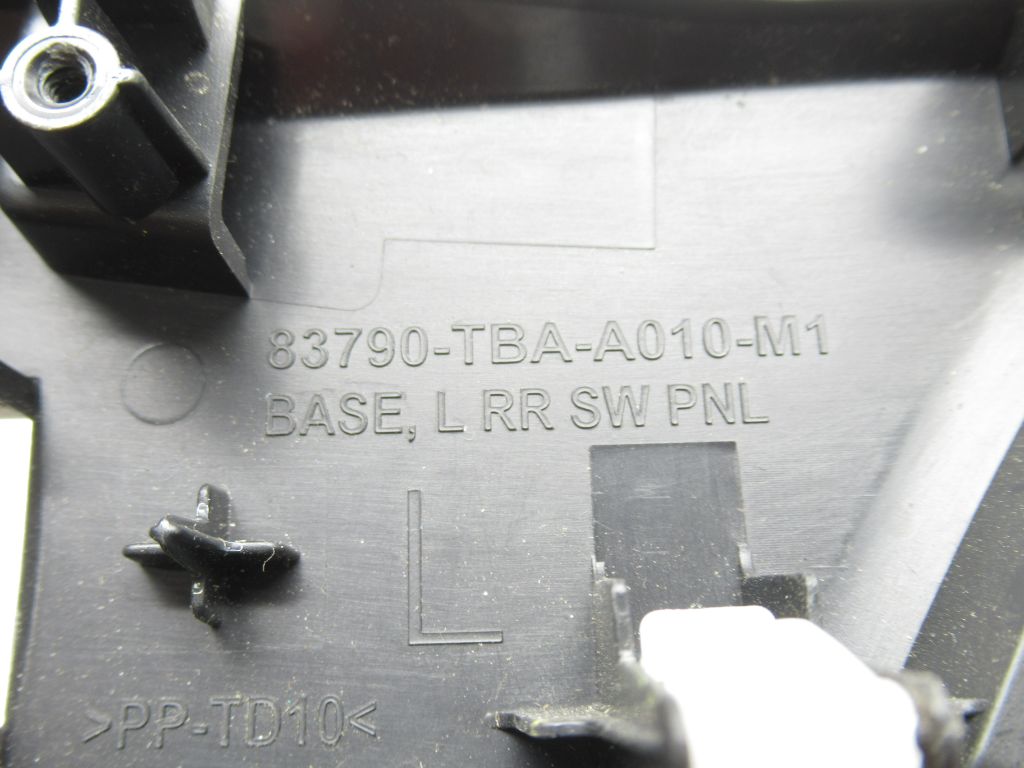 83790-TBA-A010-M1
BASE, L RR SW PNL
L
>PP-TD10<